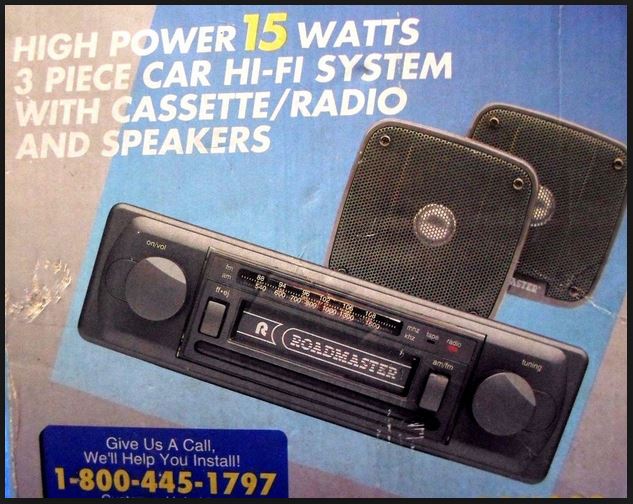 HIGH POWER 15 WATTS
3 PIECE CAR HI-FI SYSTEM
WITH CASSETTE/RADIO
AND SPEAKERS
on/vol
fm 88 94 98 102 106 108 mhz tape radio
am 540 600 700 900 1000 1300 1600 khz
ff•ej
R ROADMASTER
am/fm
tuning
Give Us A Call,
We'll Help You Install!
1-800-445-1797